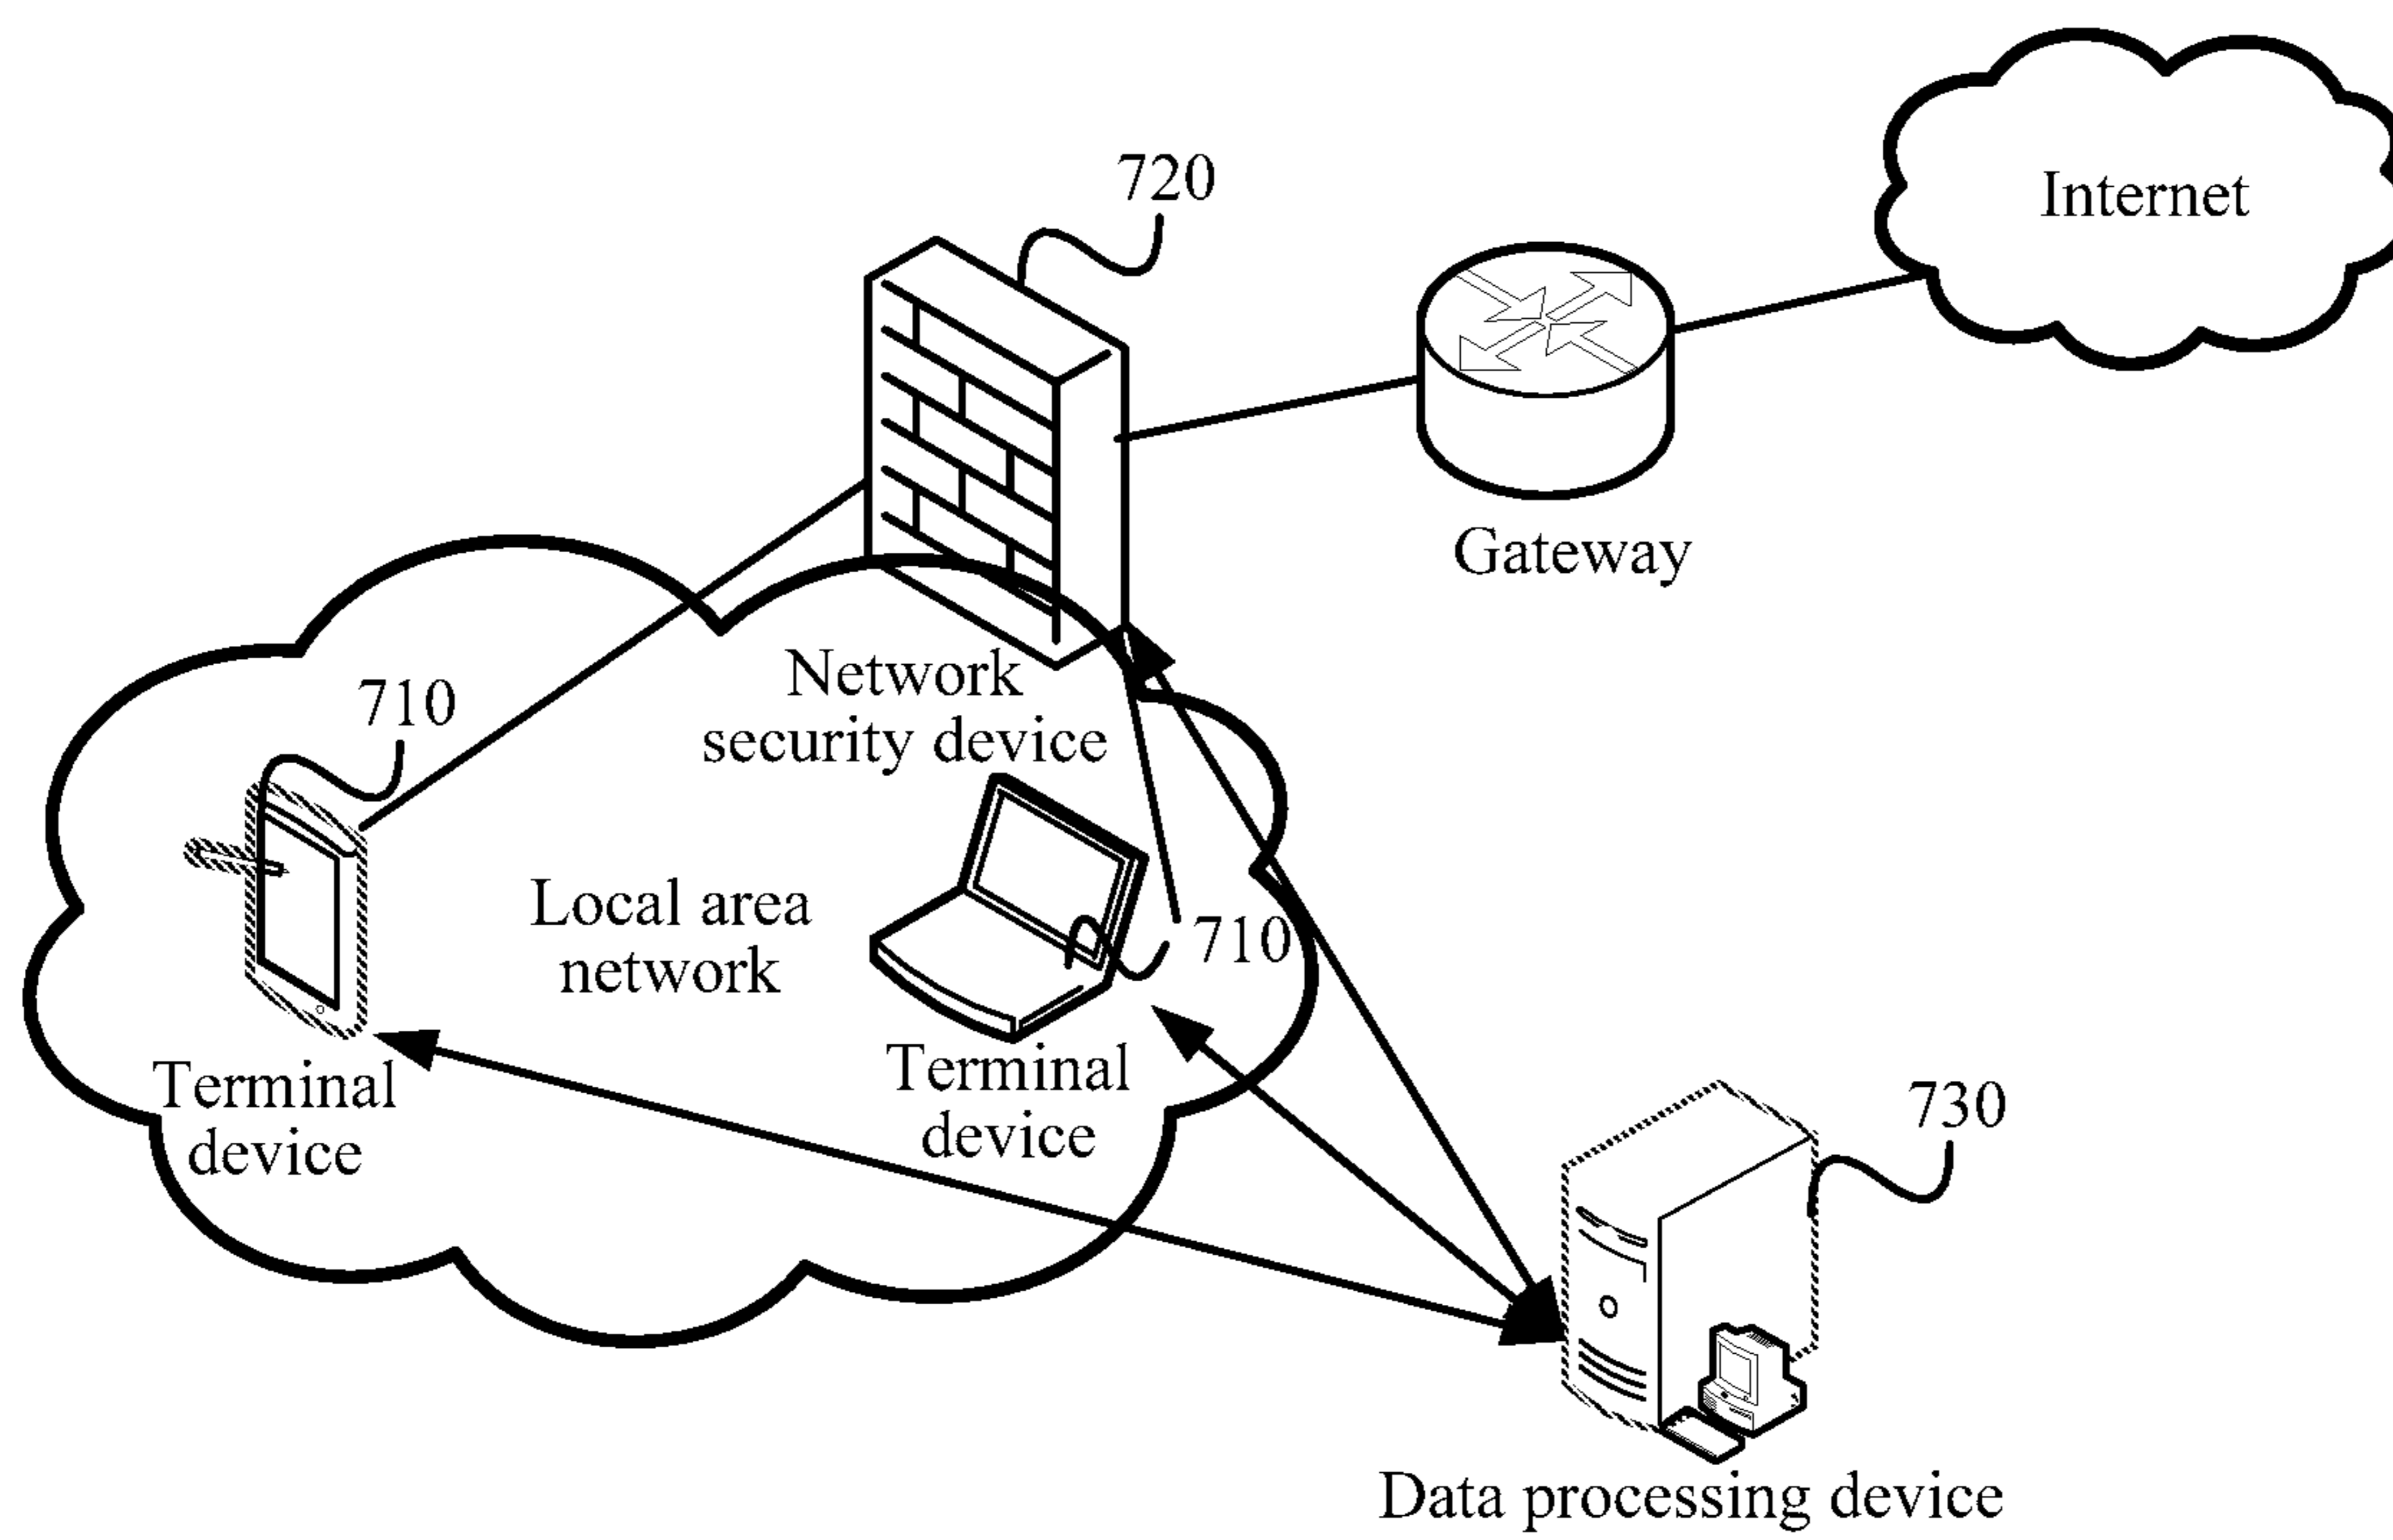 720
Internet
Gateway
Network
security device
710
Local area
network
710
Terminal
device
Terminal
device
730
Data processing device